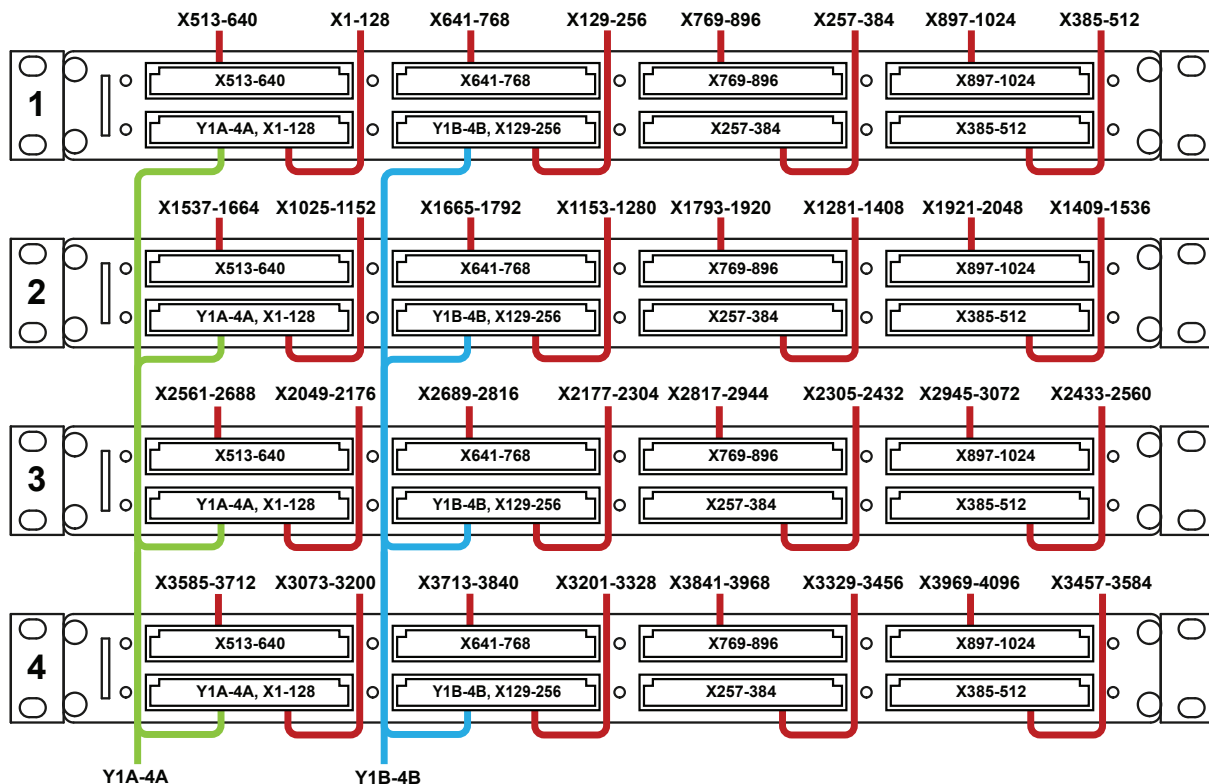 X513-640 X1-128 X641-768 X129-256 X769-896 X257-384 X897-1024 X385-512
X513-640 X641-768 X769-896 X897-1024
1
Y1A-4A, X1-128 Y1B-4B, X129-256 X257-384 X385-512
X1537-1664 X1025-1152 X1665-1792 X1153-1280 X1793-1920 X1281-1408 X1921-2048 X1409-1536
X513-640 X641-768 X769-896 X897-1024
2
Y1A-4A, X1-128 Y1B-4B, X129-256 X257-384 X385-512
X2561-2688 X2049-2176 X2689-2816 X2177-2304 X2817-2944 X2305-2432 X2945-3072 X2433-2560
X513-640 X641-768 X769-896 X897-1024
3
Y1A-4A, X1-128 Y1B-4B, X129-256 X257-384 X385-512
X3585-3712 X3073-3200 X3713-3840 X3201-3328 X3841-3968 X3329-3456 X3969-4096 X3457-3584
X513-640 X641-768 X769-896 X897-1024
4
Y1A-4A, X1-128 Y1B-4B, X129-256 X257-384 X385-512
Y1A-4A Y1B-4B